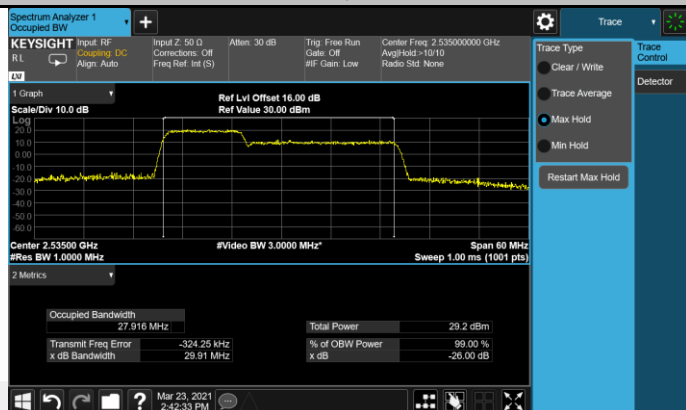 Spectrum Analyzer 1
Occupied BW
Trace
KEYSIGHT
RL
LXI
Input: RF
Coupling: DC
Align: Auto
Input Z: 50 Ω
Corrections: Off
Freq Ref: Int (S)
Atten: 30 dB
Trig: Free Run
Gate: Off
#IF Gain: Low
Center Freq: 2.535000000 GHz
Avg|Hold:>10/10
Radio Std: None
Trace Type
Clear / Write
Trace Average
Max Hold
Min Hold
Restart Max Hold
Trace
Control
Detector
1 Graph
Scale/Div 10.0 dB
Ref Lvl Offset 16.00 dB
Ref Value 30.00 dBm
Log
20.0
10.0
0.00
-10.0
-20.0
-30.0
-40.0
-50.0
-60.0
Center 2.53500 GHz
#Res BW 1.0000 MHz
#Video BW 3.0000 MHz*
Span 60 MHz
Sweep 1.00 ms (1001 pts)
2 Metrics
Occupied Bandwidth
27.916 MHz
Total Power 29.2 dBm
Transmit Freq Error -324.25 kHz
% of OBW Power 99.00 %
x dB Bandwidth 29.91 MHz
x dB -26.00 dB
?
Mar 23, 2021
2:42:33 PM